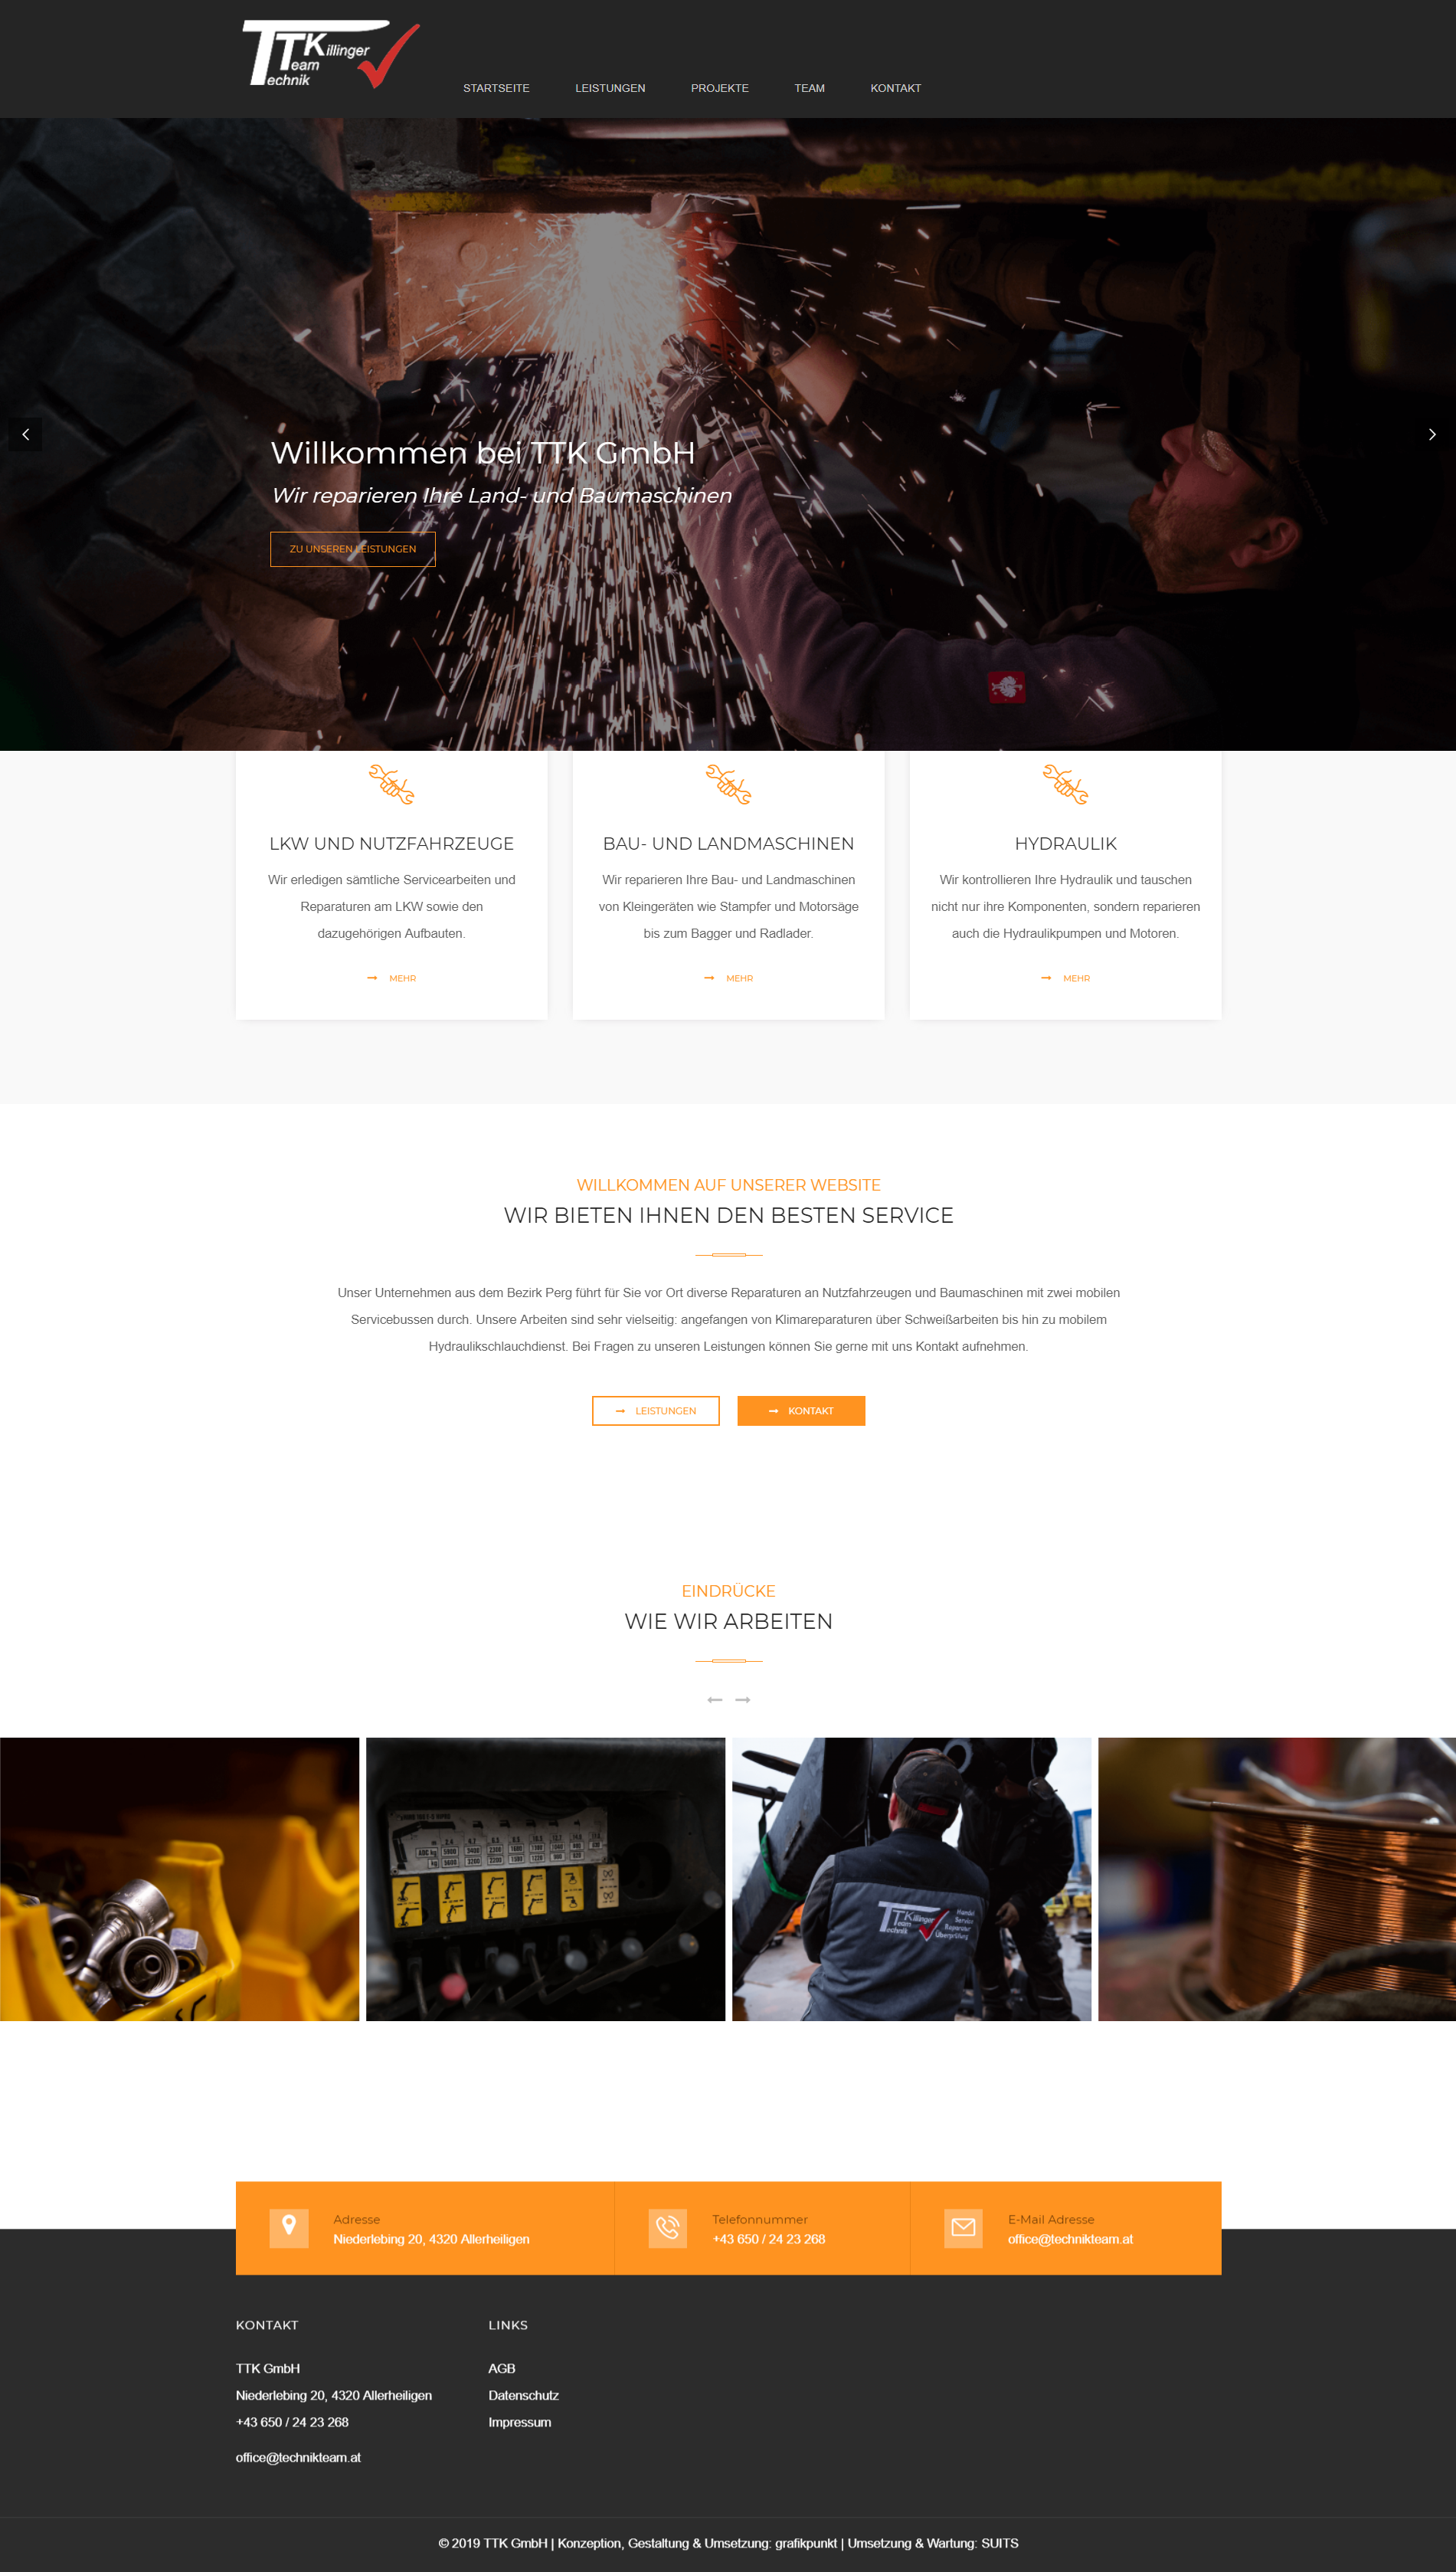 TTKillinger
Team
Technik
STARTSEITE LEISTUNGEN PROJEKTE TEAM KONTAKT
Willkommen bei TTK GmbH
Wir reparieren Ihre Land- und Baumaschinen
ZU UNSEREN LEISTUNGEN
LKW UND NUTZFAHRZEUGE
Wir erledigen sämtliche Servicearbeiten und
Reparaturen am LKW sowie den
dazugehörigen Aufbauten.
MEHR
BAU- UND LANDMASCHINEN
Wir reparieren Ihre Bau- und Landmaschinen
von Kleingeräten wie Stampfer und Motorsäge
bis zum Bagger und Radlader.
MEHR
HYDRAULIK
Wir kontrollieren Ihre Hydraulik und tauschen
nicht nur ihre Komponenten, sondern reparieren
auch die Hydraulikpumpen und Motoren.
MEHR
WILLKOMMEN AUF UNSERER WEBSITE
WIR BIETEN IHNEN DEN BESTEN SERVICE
Unser Unternehmen aus dem Bezirk Perg führt für Sie vor Ort diverse Reparaturen an Nutzfahrzeugen und Baumaschinen mit zwei mobilen
Servicebussen durch. Unsere Arbeiten sind sehr vielseitig: angefangen von Klimareparaturen über Schweißarbeiten bis hin zu mobilem
Hydraulikschlauchdienst. Bei Fragen zu unseren Leistungen können Sie gerne mit uns Kontakt aufnehmen.
LEISTUNGEN KONTAKT
EINDRÜCKE
WIE WIR ARBEITEN
TTKillinger
Team
Technik
Handel
Service
Reparatur
Überprüfung
Adresse
Niederlebing 20, 4320 Allerheiligen
Telefonnummer
+43 650 / 24 23 268
E-Mail Adresse
office@technikteam.at
KONTAKT
TTK GmbH
Niederlebing 20, 4320 Allerheiligen
+43 650 / 24 23 268
office@technikteam.at
LINKS
AGB
Datenschutz
Impressum
© 2019 TTK GmbH | Konzeption, Gestaltung & Umsetzung: grafikpunkt | Umsetzung & Wartung: SUITS